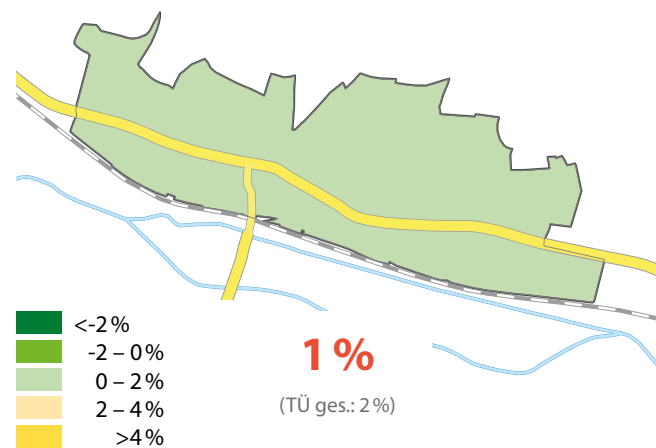 <-2 %
-2 – 0 %
0 – 2 %
2 – 4 %
>4 %
1 %
(TÜ ges.: 2 %)